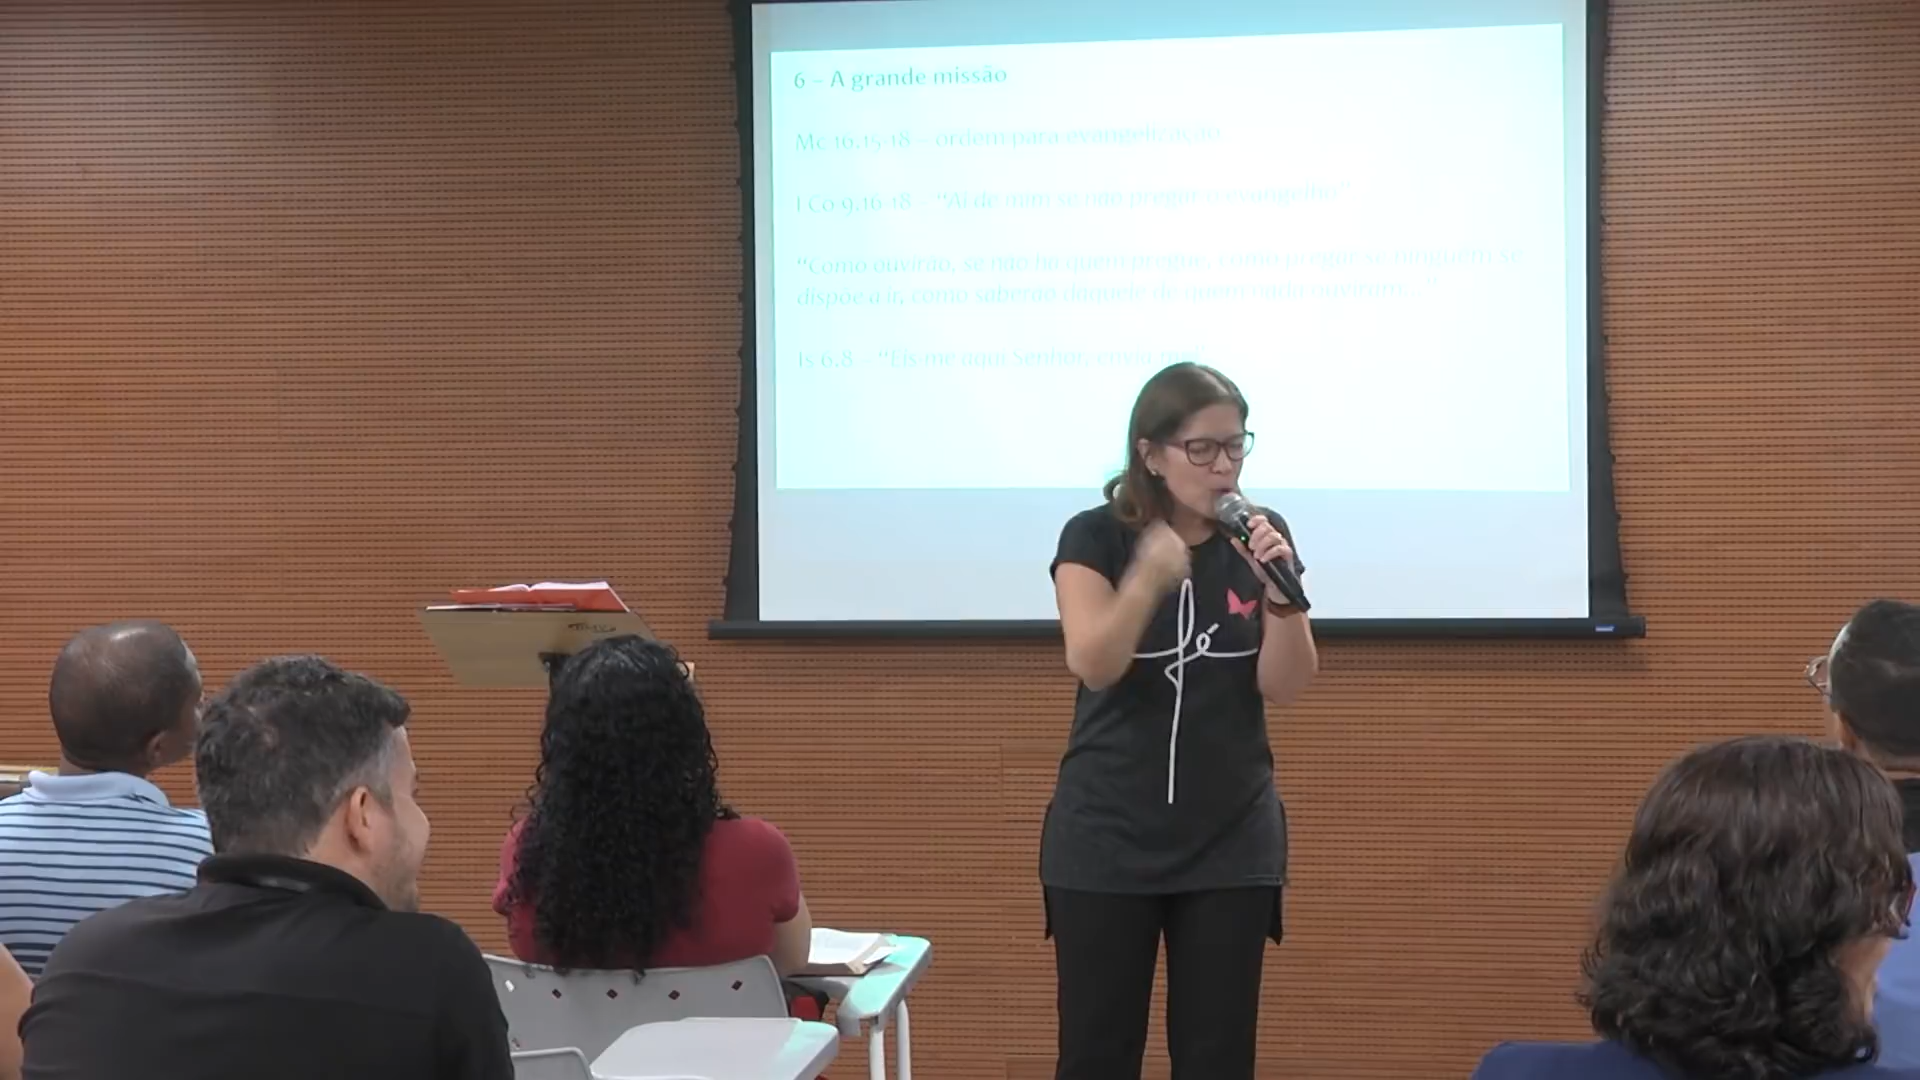 6 – A grande missão
Mc 16.15-18 – ordem para evangelização
I Co 9.16-18 – “Ai de mim se não pregar o evangelho”
“Como ouvirão, se não há quem pregue, como pregar se ninguém se
dispõe a ir, como saberão daquele de quem nada ouviram...”
Is 6.8 – “Eis-me aqui Senhor, envia
fé